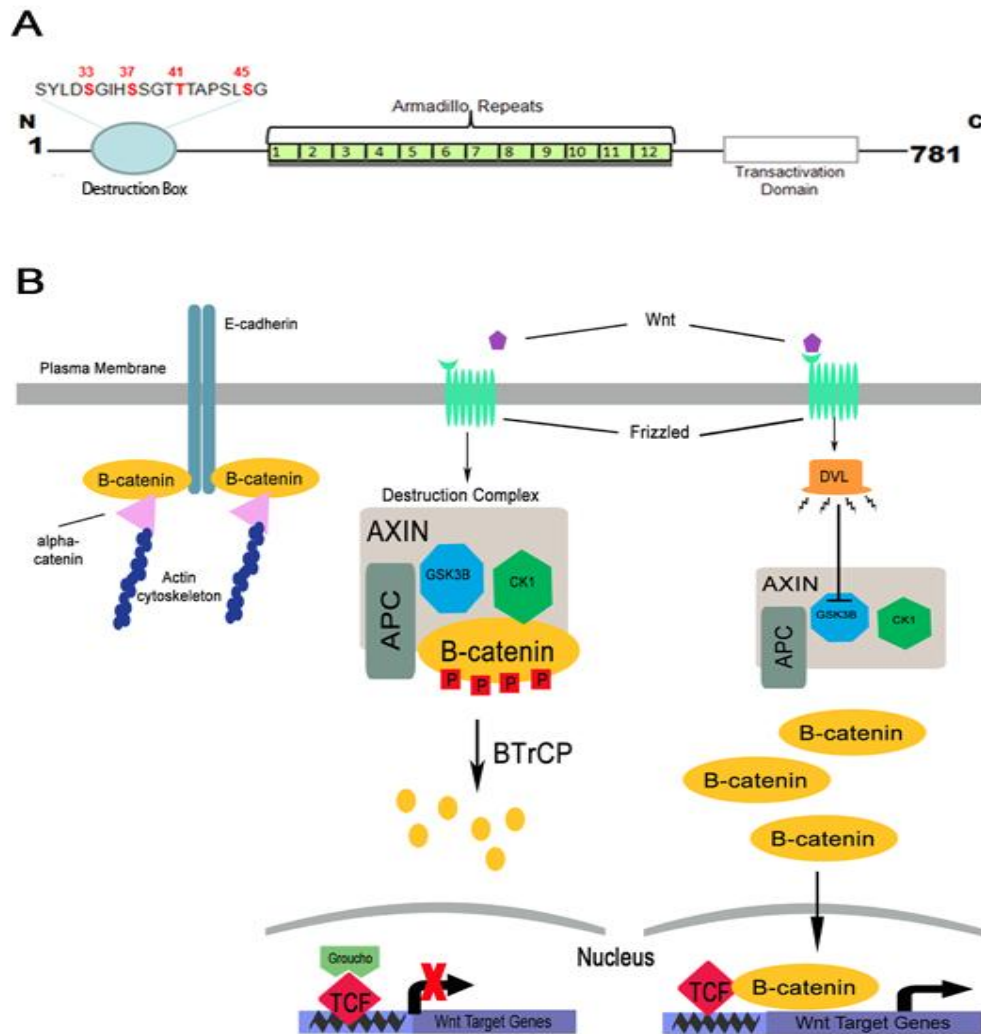 A
33 37 41 45
SYLDSGIHSSGTTTAPSLSG
Armadillo Repeats
N
C
1
1 2 3 4 5 6 7 8 9 10 11 12
781
Destruction Box
Transactivation
Domain
B
E-cadherin
Wnt
Plasma Membrane
Frizzled
B-catenin
B-catenin
DVL
Destruction Complex
alpha-
catenin
Actin
cytoskeleton
AXIN
GSK3B
CK1
APC
B-catenin
P P P P
AXIN
GSK3B
CK1
APC
BTrCP
B-catenin
B-catenin
B-catenin
Nucleus
Groucho
TCF
X
Wnt Target Genes
TCF
B-catenin
Wnt Target Genes